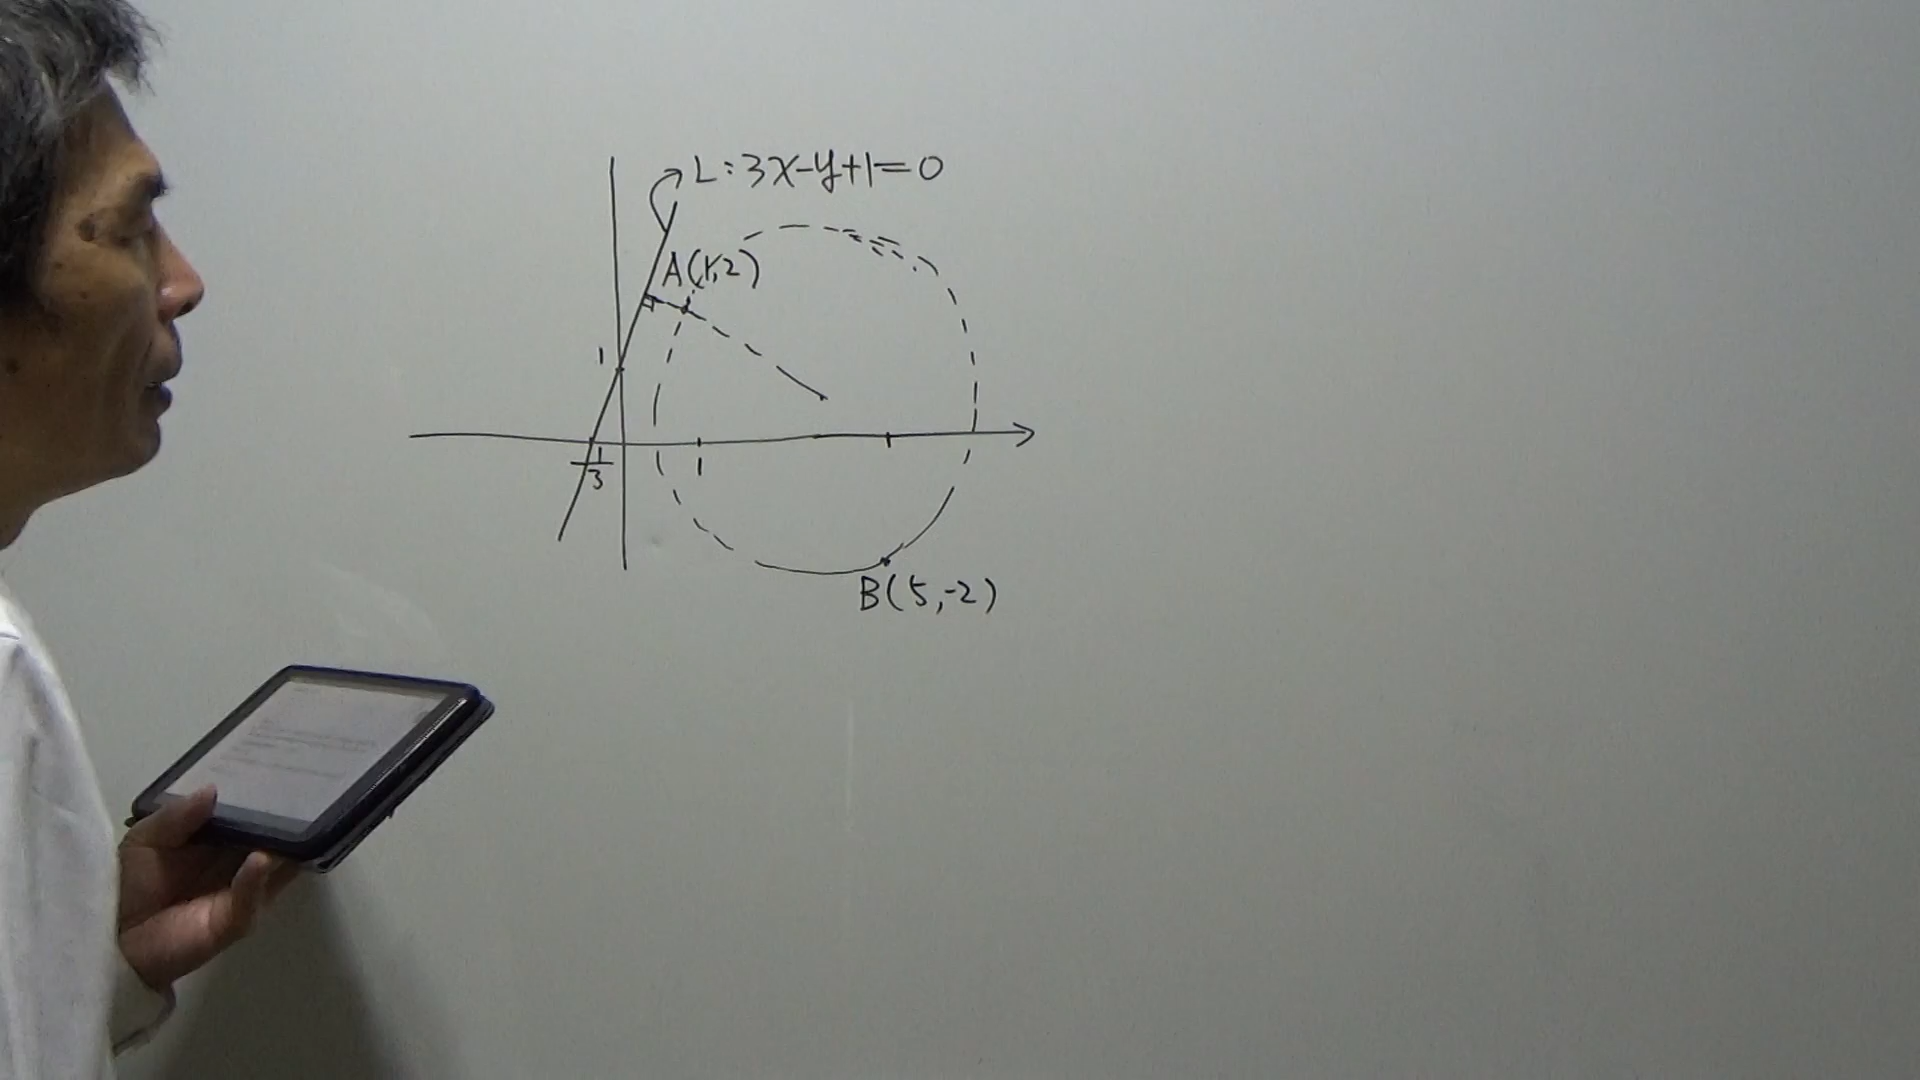 L:3x-y+1=0
A(1,2)
1
-1/3
1
B(5,-2)